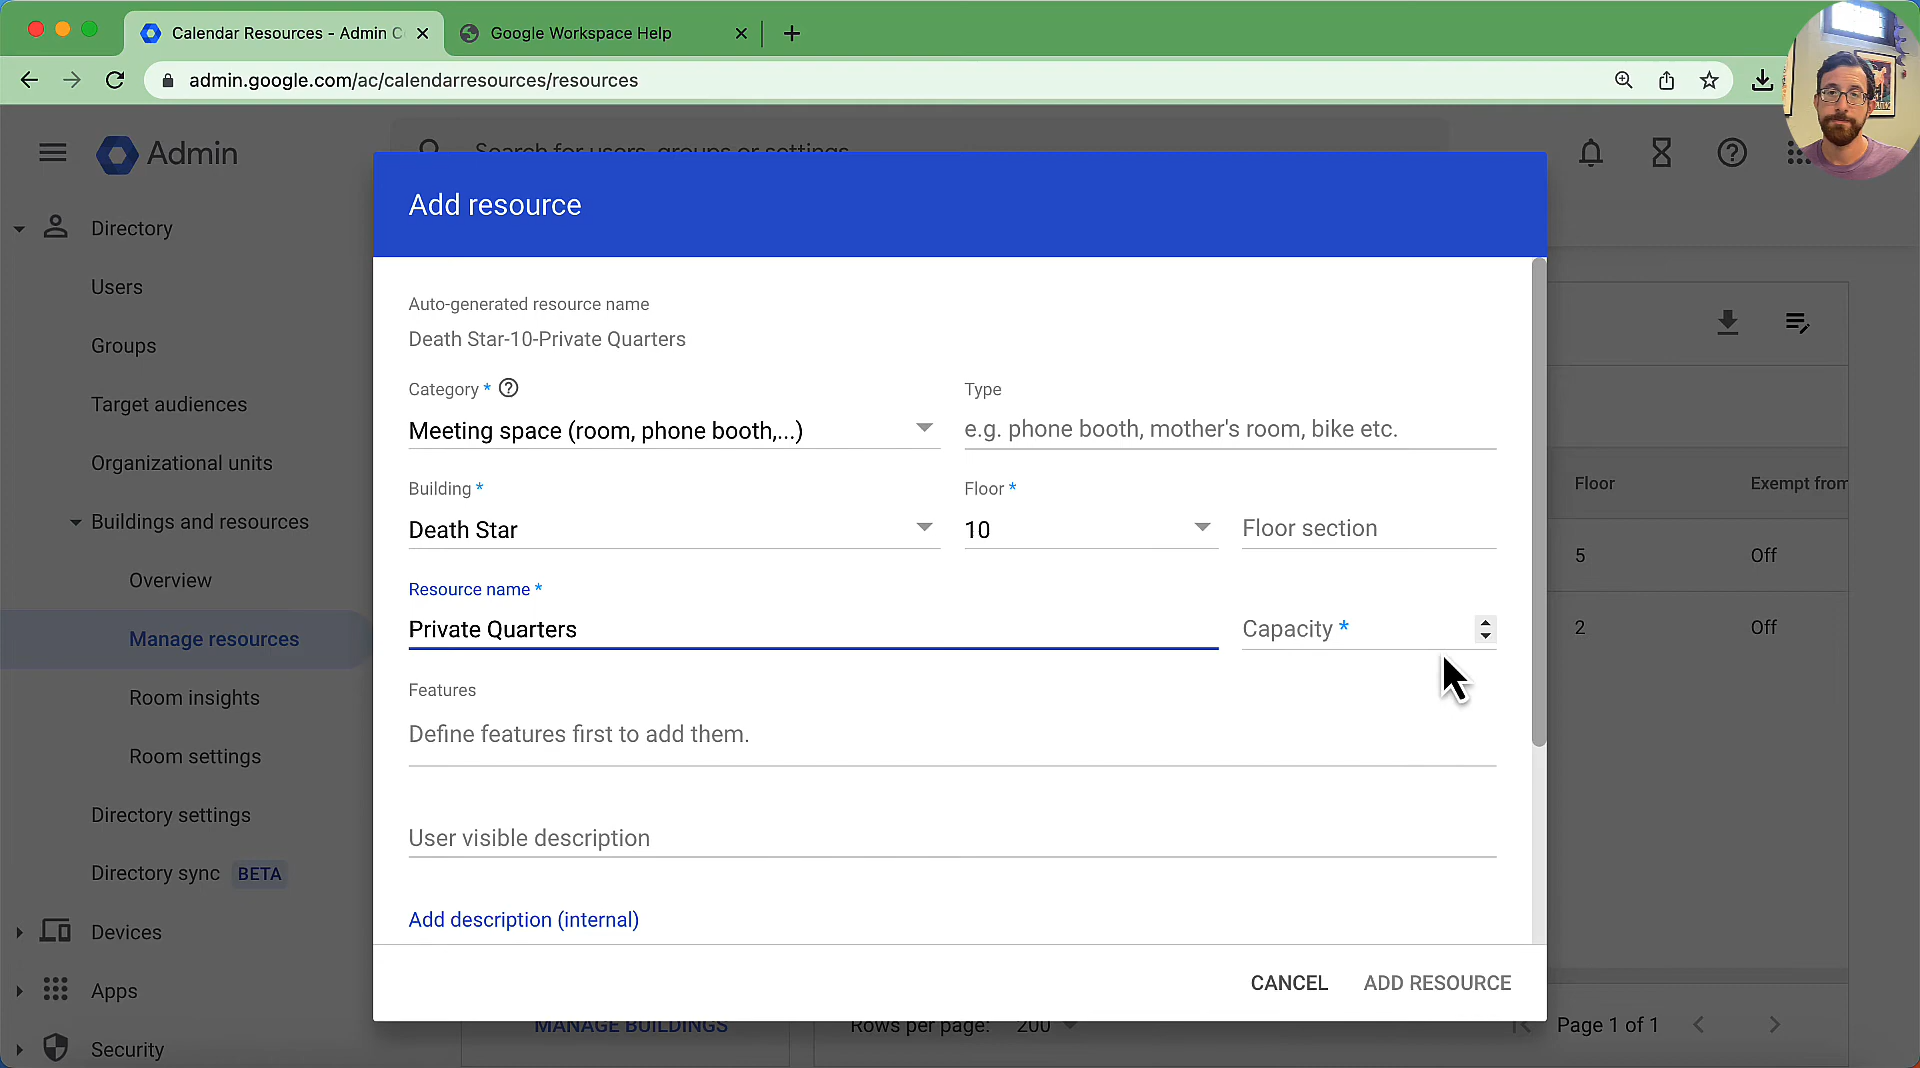 Calendar Resources - Admin C
Google Workspace Help
admin.google.com/ac/calendarresources/resources
Admin
Search for users, groups or settings
Add resource
Directory
Users
Groups
Target audiences
Organizational units
Buildings and resources
Overview
Manage resources
Room insights
Room settings
Directory settings
Directory sync BETA
Devices
Apps
Security
Auto-generated resource name
Death Star-10-Private Quarters
Category *
Type
Meeting space (room, phone booth,...)
e.g. phone booth, mother's room, bike etc.
Building *
Floor *
Death Star
10
Floor section
Resource name *
Private Quarters
Capacity *
Features
Define features first to add them.
User visible description
Add description (internal)
CANCEL
ADD RESOURCE
Floor
Exempt from
5
Off
2
Off
MANAGE BUILDINGS
Rows per page: 200
Page 1 of 1